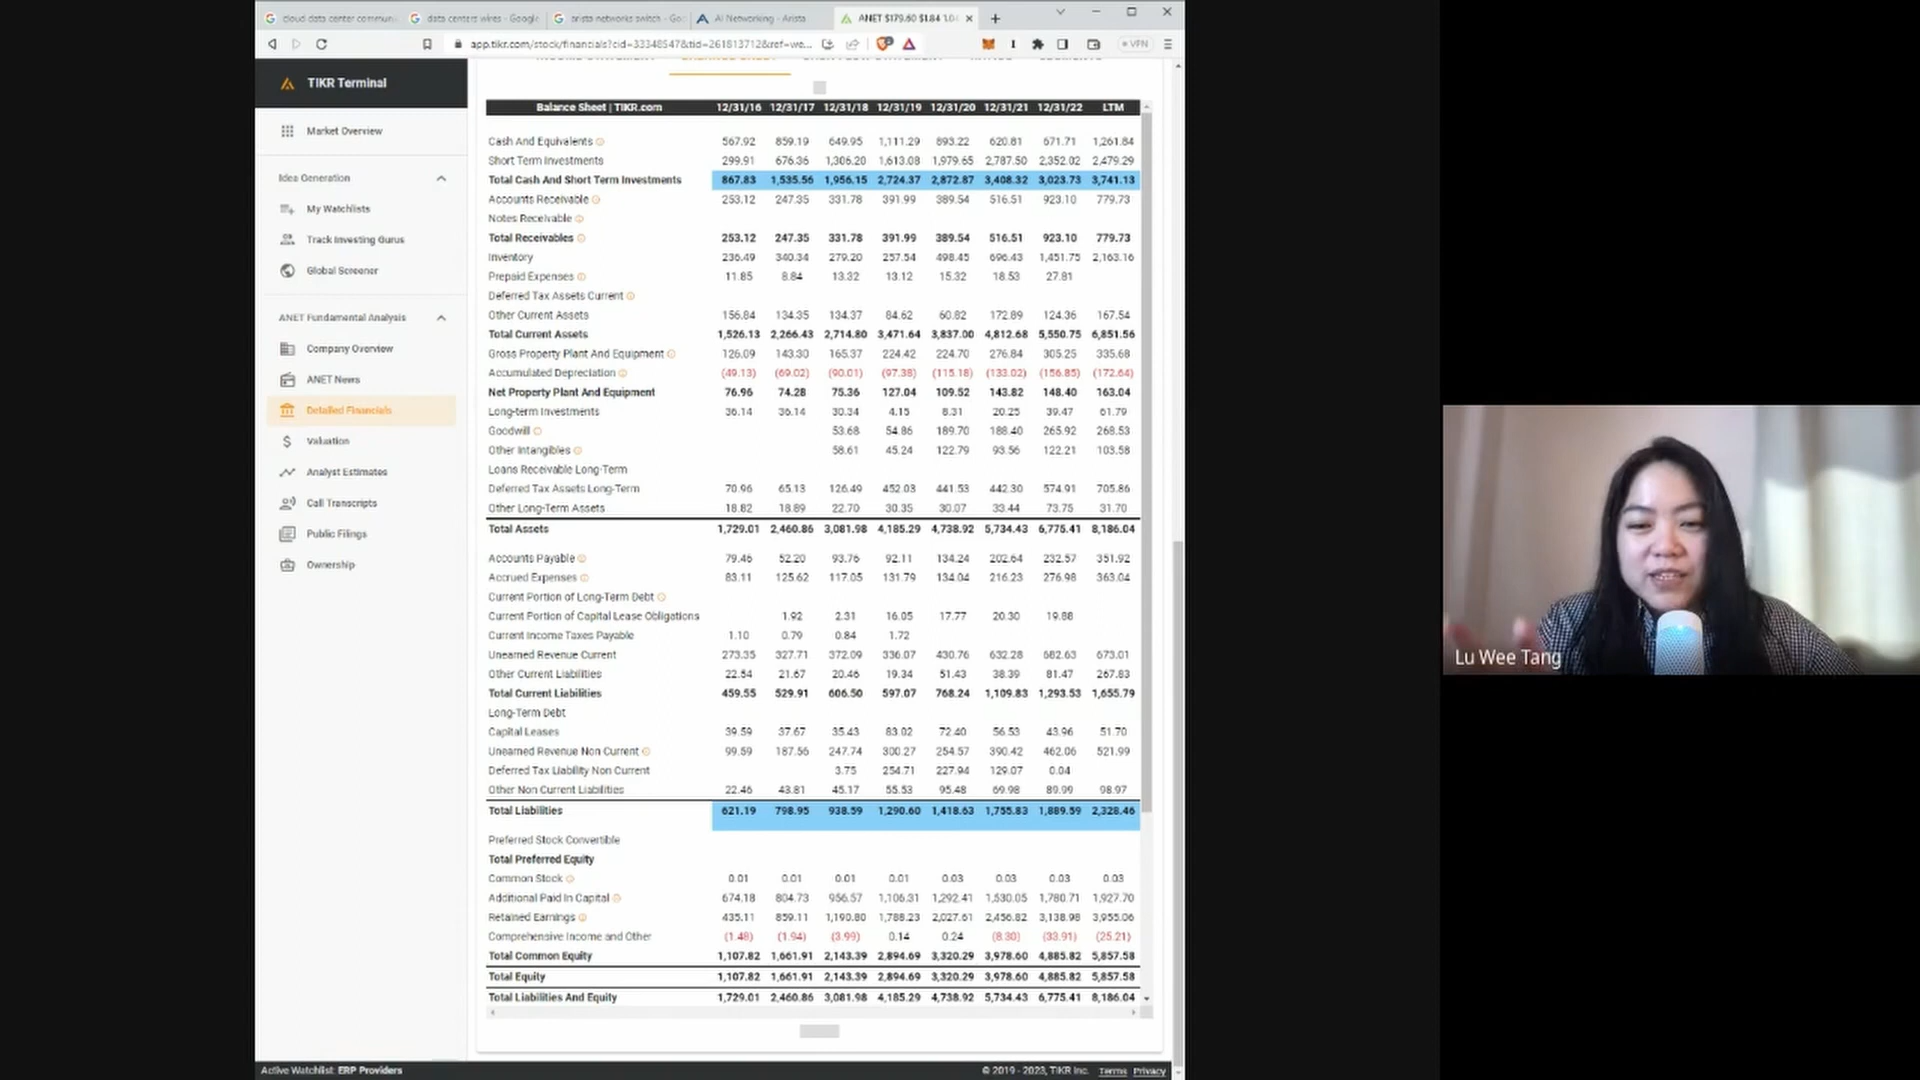 cloud data center commun
data centers wires - Google
arista networks switch - Go
AI Networking - Arista
ANET $179.60 $1.84 1.0
app.tikr.com/stock/financials?cid=33348547&tid=261813712&ref=we...
VPN
TIKR Terminal
Market Overview
Idea Generation
My Watchlists
Track Investing Gurus
Global Screener
ANET Fundamental Analysis
Company Overview
ANET News
Detailed Financials
Valuation
Analyst Estimates
Call Transcripts
Public Filings
Ownership
Balance Sheet | TIKR.com 12/31/16 12/31/17 12/31/18 12/31/19 12/31/20 12/31/21 12/31/22 LTM
Cash And Equivalents 567.92 859.19 649.95 1,111.29 893.22 620.81 671.71 1,261.84
Short Term Investments 299.91 676.36 1,306.20 1,613.08 1,979.65 2,787.50 2,352.02 2,479.29
Total Cash And Short Term Investments 867.83 1,535.56 1,956.15 2,724.37 2,872.87 3,408.32 3,023.73 3,741.13
Accounts Receivable 253.12 247.35 331.78 391.99 389.54 516.51 923.10 779.73
Notes Receivable
Total Receivables 253.12 247.35 331.78 391.99 389.54 516.51 923.10 779.73
Inventory 236.49 340.34 279.20 257.54 498.45 696.43 1,451.75 2,163.16
Prepaid Expenses 11.85 8.84 13.32 13.12 15.32 18.53 27.81
Deferred Tax Assets Current
Other Current Assets 156.84 134.35 134.37 84.62 60.82 172.89 124.36 167.54
Total Current Assets 1,526.13 2,266.43 2,714.80 3,471.64 3,837.00 4,812.68 5,550.75 6,851.56
Gross Property Plant And Equipment 126.09 143.30 165.37 224.42 224.70 276.84 305.25 335.68
Accumulated Depreciation (49.13) (69.02) (90.01) (97.38) (115.18) (133.02) (156.85) (172.64)
Net Property Plant And Equipment 76.96 74.28 75.36 127.04 109.52 143.82 148.40 163.04
Long-term Investments 36.14 36.14 30.34 4.15 8.31 20.25 39.47 61.79
Goodwill 53.68 54.86 189.70 188.40 265.92 268.53
Other Intangibles 58.61 45.24 122.79 93.56 122.21 103.58
Loans Receivable Long-Term
Deferred Tax Assets Long-Term 70.96 65.13 126.49 452.03 441.53 442.30 574.91 705.86
Other Long-Term Assets 18.82 18.89 22.70 30.35 30.07 33.44 73.75 31.70
Total Assets 1,729.01 2,460.86 3,081.98 4,185.29 4,738.92 5,734.43 6,775.41 8,186.04
Accounts Payable 79.46 52.20 93.76 92.11 134.24 202.64 232.57 351.92
Accrued Expenses 83.11 125.62 117.05 131.79 134.04 216.23 276.98 363.04
Current Portion of Long-Term Debt
Current Portion of Capital Lease Obligations 1.92 2.31 16.05 17.77 20.30 19.88
Current Income Taxes Payable 1.10 0.79 0.84 1.72
Unearned Revenue Current 273.35 327.71 372.09 336.07 430.76 632.28 682.63 673.01
Other Current Liabilities 22.54 21.67 20.46 19.34 51.43 38.39 81.47 267.83
Total Current Liabilities 459.55 529.91 606.50 597.07 768.24 1,109.83 1,293.53 1,655.79
Long-Term Debt
Capital Leases 39.59 37.67 35.43 83.02 72.40 56.53 43.96 51.70
Unearned Revenue Non Current 99.59 187.56 247.74 300.27 254.57 390.42 462.06 521.99
Deferred Tax Liability Non Current 3.75 254.71 227.94 129.07 0.04
Other Non Current Liabilities 22.46 43.81 45.17 55.53 95.48 69.98 89.99 98.97
Total Liabilities 621.19 798.95 938.59 1,290.60 1,418.63 1,755.83 1,889.59 2,328.46
Preferred Stock Convertible
Total Preferred Equity
Common Stock 0.01 0.01 0.01 0.01 0.03 0.03 0.03 0.03
Additional Paid In Capital 674.18 804.73 956.57 1,106.31 1,292.41 1,530.05 1,780.71 1,927.70
Retained Earnings 435.11 859.11 1,190.80 1,788.23 2,027.61 2,456.82 3,138.98 3,955.06
Comprehensive Income and Other (1.48) (1.94) (3.99) 0.14 0.24 (8.30) (33.91) (25.21)
Total Common Equity 1,107.82 1,661.91 2,143.39 2,894.69 3,320.29 3,978.60 4,885.82 5,857.58
Total Equity 1,107.82 1,661.91 2,143.39 2,894.69 3,320.29 3,978.60 4,885.82 5,857.58
Total Liabilities And Equity 1,729.01 2,460.86 3,081.98 4,185.29 4,738.92 5,734.43 6,775.41 8,186.04
Active Watchlist: ERP Providers
© 2019 - 2023, TIKR Inc. Terms Privacy
Lu Wee Tang